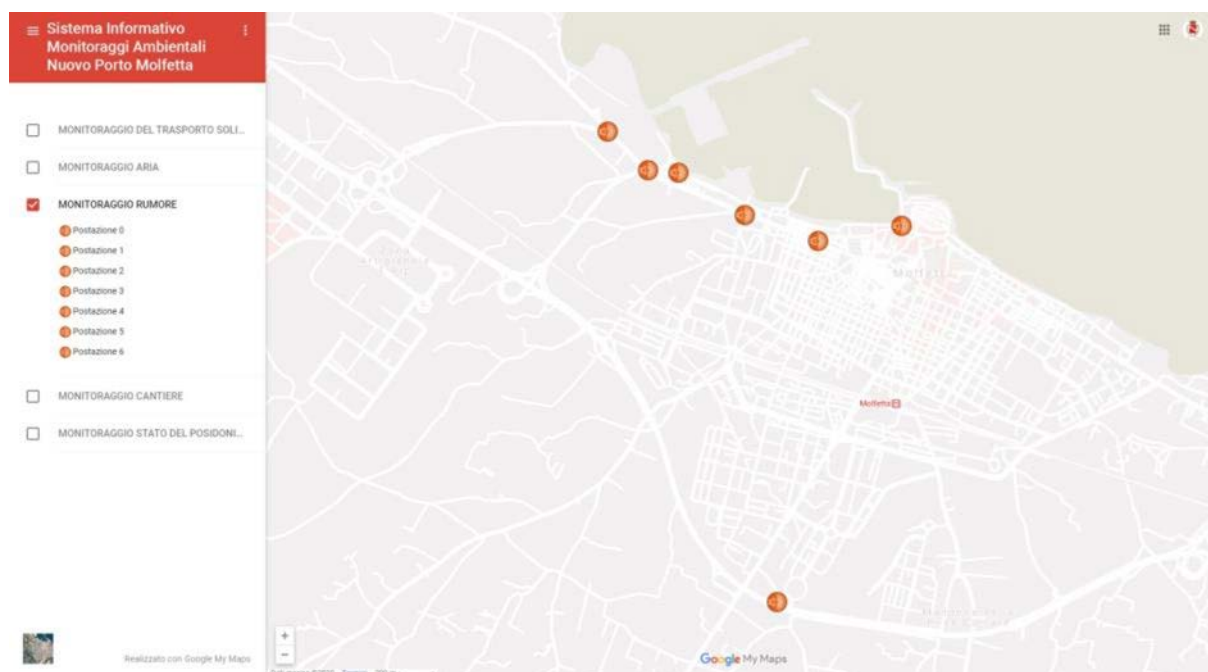 Sistema Informativo
Monitoraggi Ambientali
Nuovo Porto Molfetta
MONITORAGGIO DEL TRASPORTO SOLI...
MONITORAGGIO ARIA
MONITORAGGIO RUMORE
Postazione 0
Postazione 1
Postazione 2
Postazione 3
Postazione 4
Postazione 5
Postazione 6
MONITORAGGIO CANTIERE
MONITORAGGIO STATO DEL POSIDONI...
Realizzato con Google My Maps
Molfetta
Google My Maps